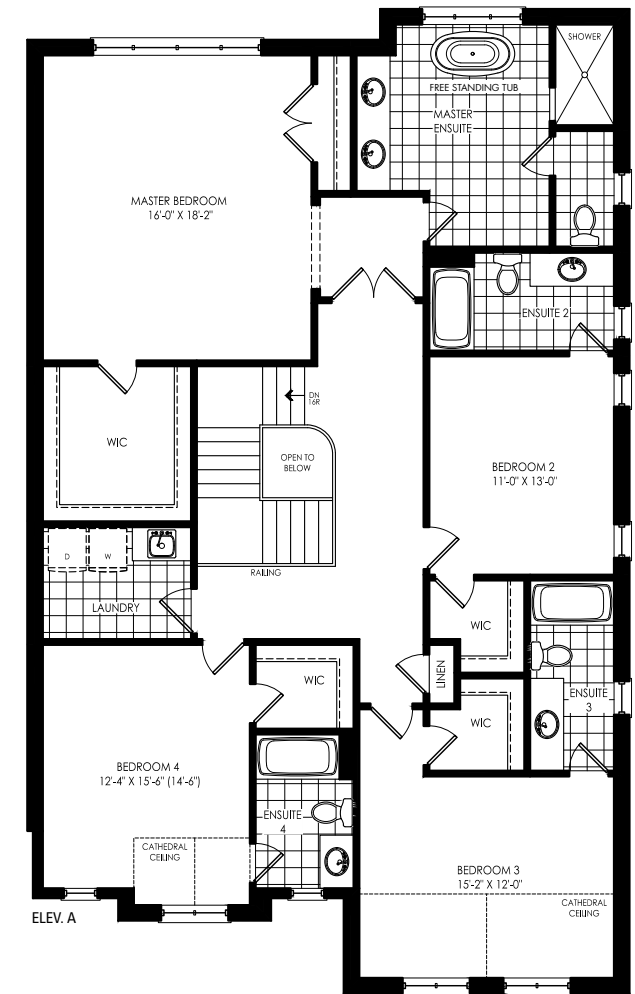 SHOWER
FREE STANDING TUB
MASTER
ENSUITE
MASTER BEDROOM
16'-0" X 18'-2"
ENSUITE 2
DN
16R
WIC
OPEN TO
BELOW
BEDROOM 2
11'-0" X 13'-0"
D
W
RAILING
LAUNDRY
WIC
LINEN
WIC
ENSUITE
3
WIC
BEDROOM 4
12'-4" X 15'-6" (14'-6")
ENSUITE
4
CATHEDRAL
CEILING
BEDROOM 3
15'-2" X 12'-0"
CATHEDRAL
CEILING
ELEV. A